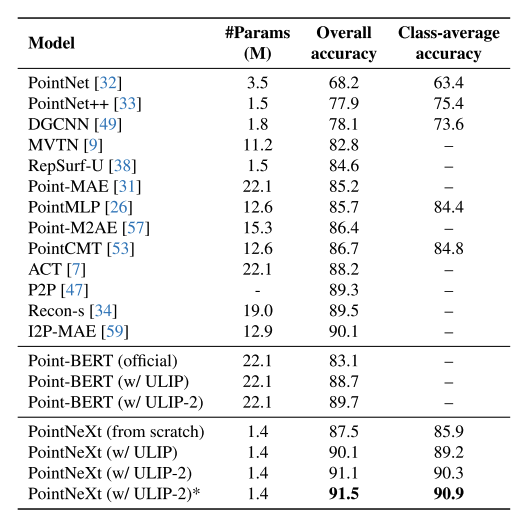 Model #Params (M) Overall accuracy Class-average accuracy
PointNet [32] 3.5 68.2 63.4
PointNet++ [33] 1.5 77.9 75.4
DGCNN [49] 1.8 78.1 73.6
MVTN [9] 11.2 82.8 –
RepSurf-U [38] 1.5 84.6 –
Point-MAE [31] 22.1 85.2 –
PointMLP [26] 12.6 85.7 84.4
Point-M2AE [57] 15.3 86.4 –
PointCMT [53] 12.6 86.7 84.8
ACT [7] 22.1 88.2 –
P2P [47] - 89.3 –
Recon-s [34] 19.0 89.5 –
I2P-MAE [59] 12.9 90.1 –
Point-BERT (official) 22.1 83.1 –
Point-BERT (w/ ULIP) 22.1 88.7 –
Point-BERT (w/ ULIP-2) 22.1 89.7 –
PointNeXt (from scratch) 1.4 87.5 85.9
PointNeXt (w/ ULIP) 1.4 90.1 89.2
PointNeXt (w/ ULIP-2) 1.4 91.1 90.3
PointNeXt (w/ ULIP-2)* 1.4 91.5 90.9